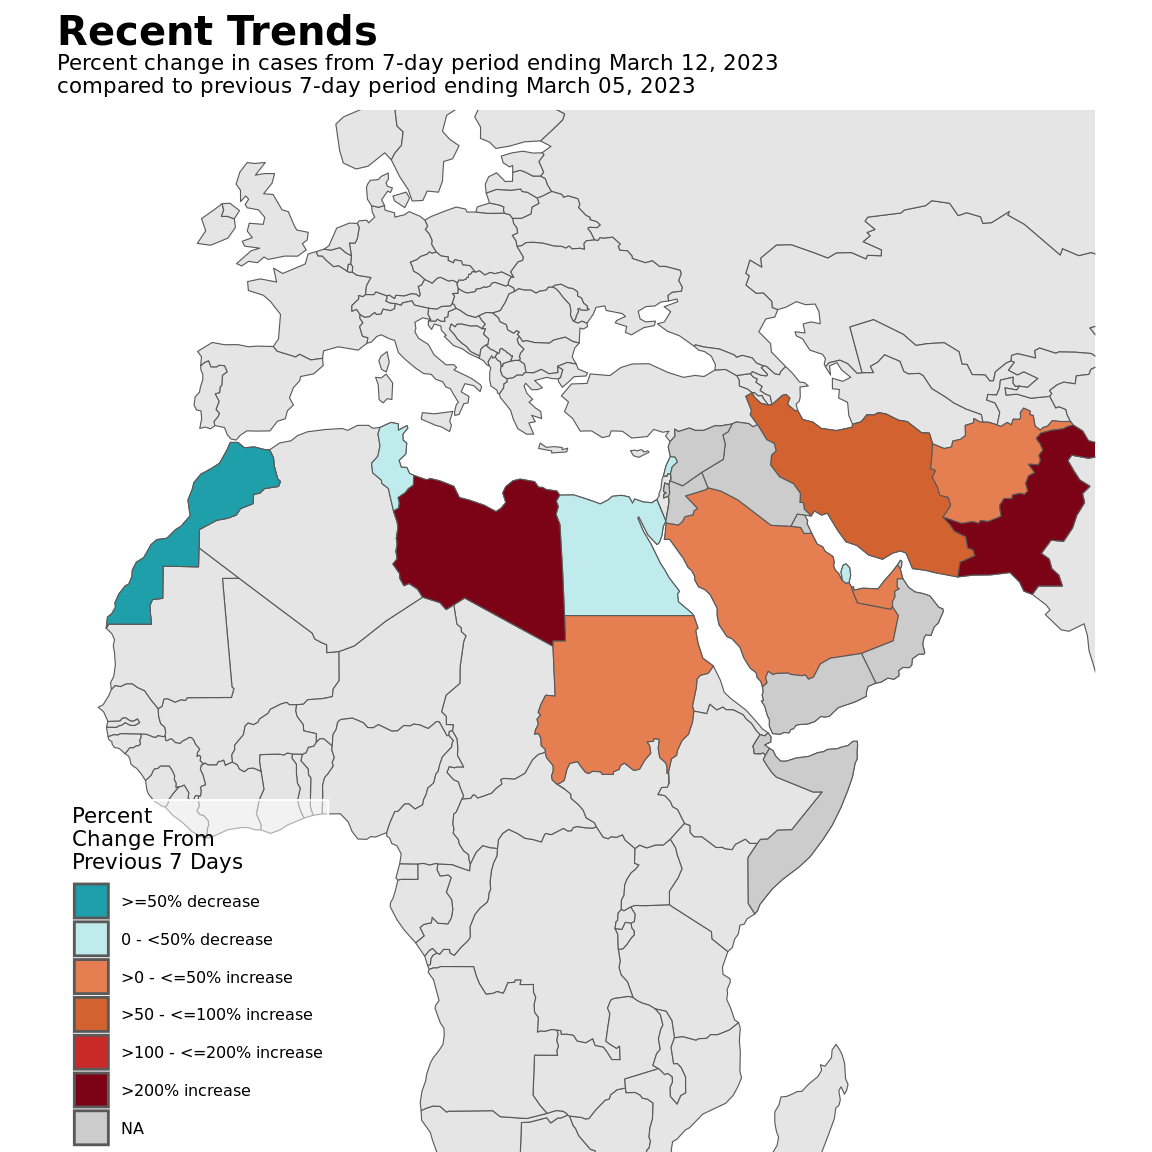 Recent Trends
Percent change in cases from 7-day period ending March 12, 2023
compared to previous 7-day period ending March 05, 2023
Percent
Change From
Previous 7 Days
>=50% decrease
0 - <50% decrease
>0 - <=50% increase
>50 - <=100% increase
>100 - <=200% increase
>200% increase
NA